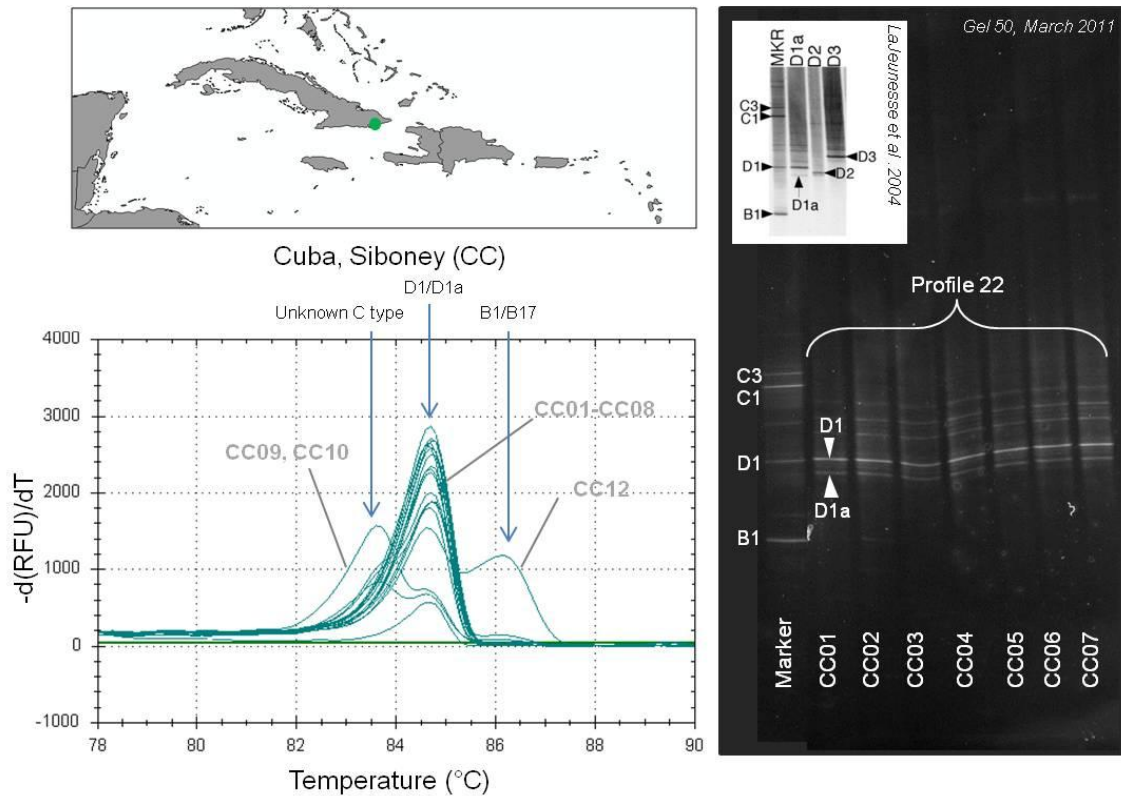 Cuba, Siboney (CC)
Unknown C type
D1/D1a
B1/B17
4000
3000
2000
1000
0
-1000
-d(RFU)/dT
CC09, CC10
CC01-CC08
CC12
78
80
82
84
86
88
90
Temperature (°C)
Gel 50, March 2011
LaJeunesse et al. 2004
MKR
D1a
D2
D3
C3
C1
D1
B1
D3
D2
D1a
Profile 22
C3
C1
D1
B1
D1
D1a
Marker
CC01
CC02
CC03
CC04
CC05
CC06
CC07